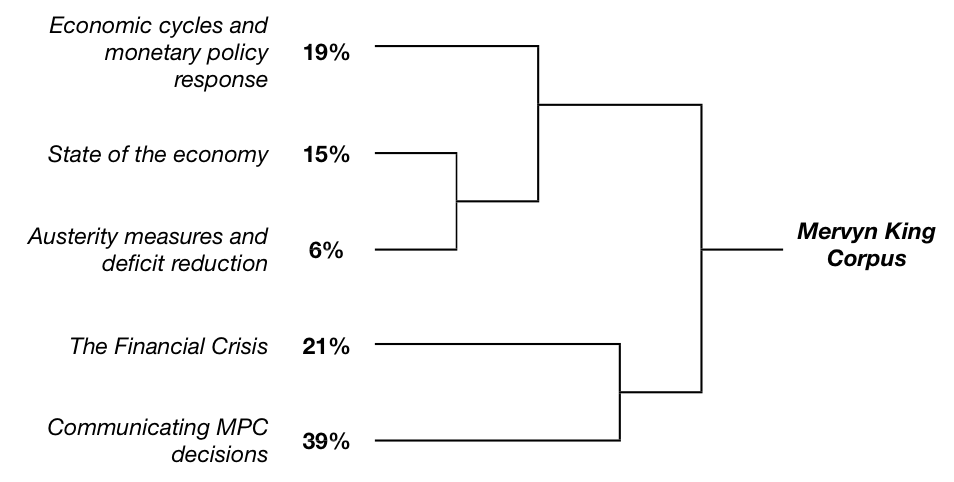 Economic cycles and
monetary policy
response
19%
State of the economy
15%
Austerity measures and
deficit reduction
6%
The Financial Crisis
21%
Communicating MPC
decisions
39%
Mervyn King
Corpus